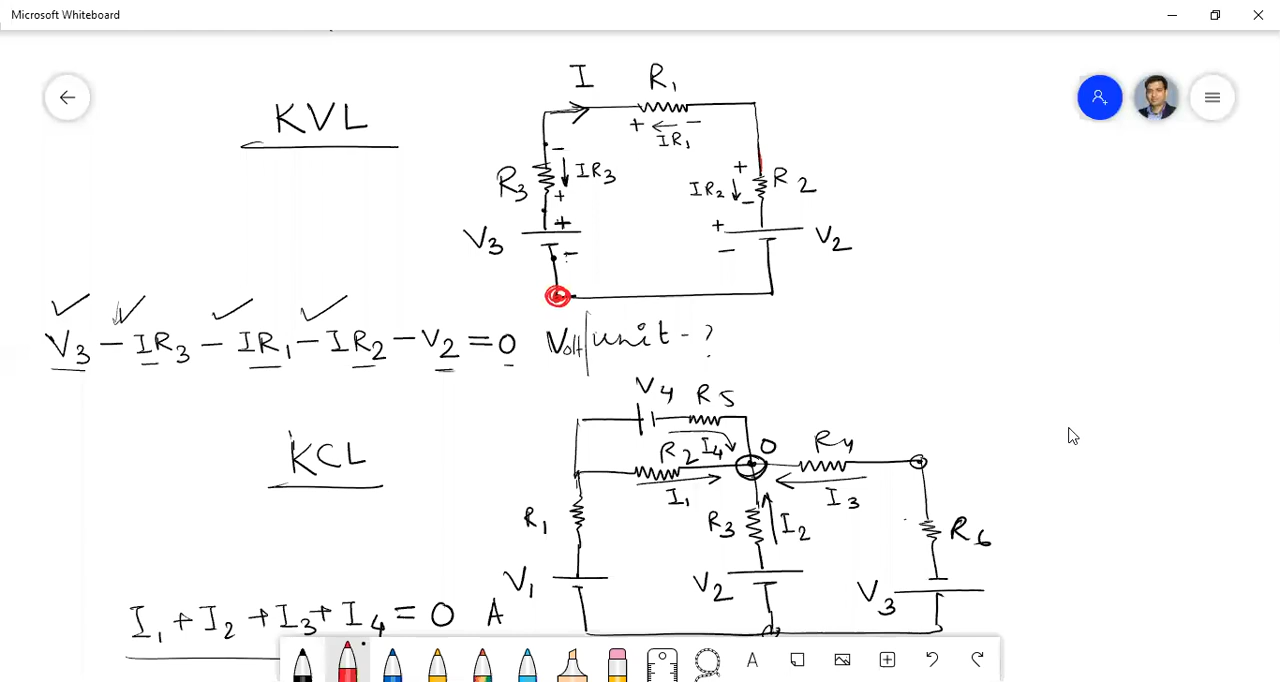 Microsoft Whiteboard
KVL
I R₁
+ ← −
IR₁
− 
R₃ ↓ IR₃
+
+
IR₂ ↓ R₂
−
V₃ +
−
+
− V₂
V₃ − IR₃ − IR₁ − IR₂ − V₂ = 0 Volt/unit - ?
KCL
V₄ R₅
R₂ I₄ O R₄
I₁ I₃
R₁ R₃ I₂ R₆
V₁ V₂ V₃
I₁ + I₂ + I₃ + I₄ = 0 A
A